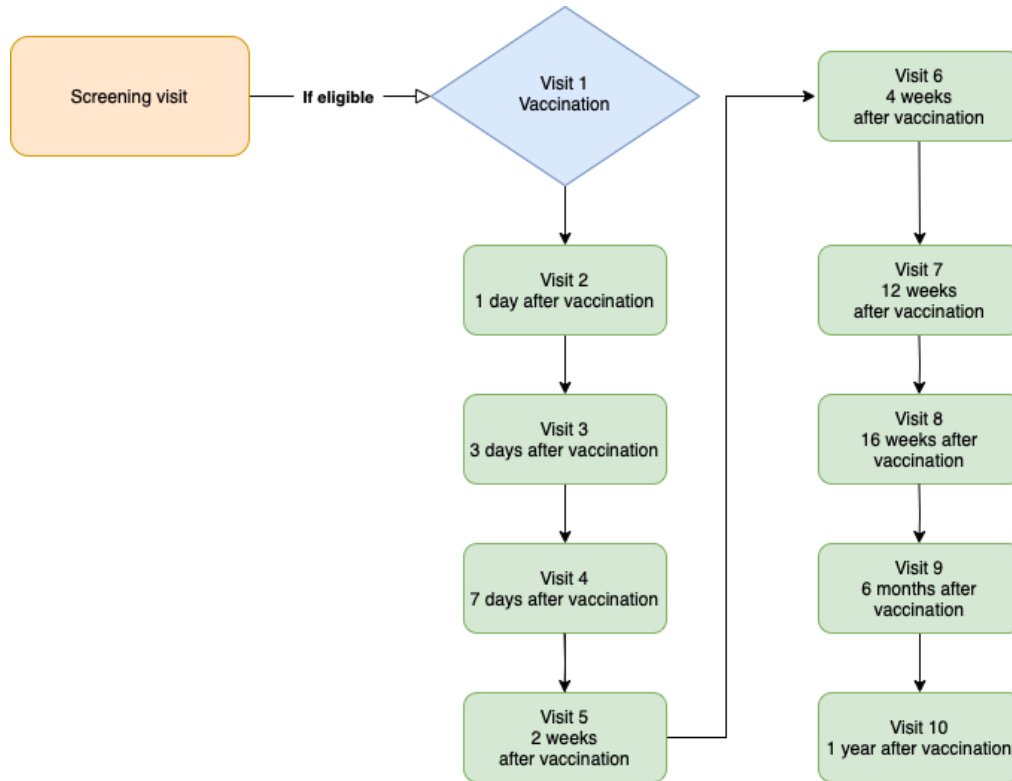 Screening visit
If eligible
Visit 1
Vaccination
Visit 2
1 day after vaccination
Visit 3
3 days after vaccination
Visit 4
7 days after vaccination
Visit 5
2 weeks
after vaccination
Visit 6
4 weeks
after vaccination
Visit 7
12 weeks
after vaccination
Visit 8
16 weeks after
vaccination
Visit 9
6 months after
vaccination
Visit 10
1 year after vaccination